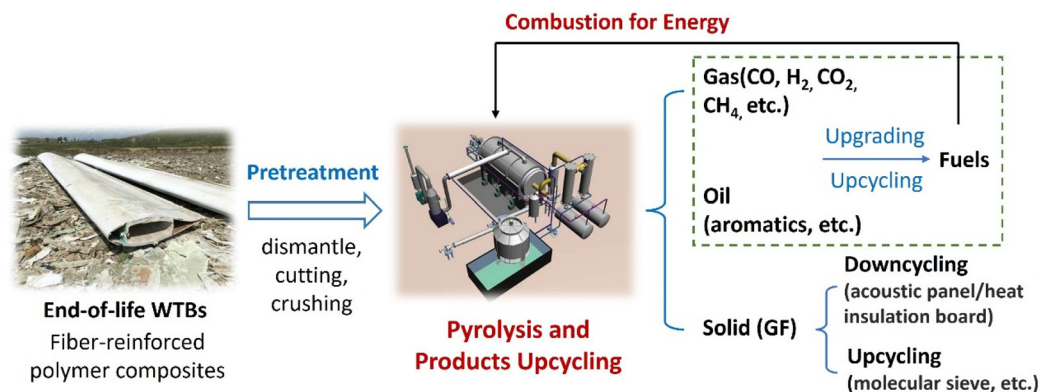 Combustion for Energy
Gas(CO, H₂, CO₂,
CH₄, etc.)
Upgrading
Fuels
Upcycling
Oil
(aromatics, etc.)
Pretreatment
dismantle,
cutting,
crushing
End-of-life WTBs
Fiber-reinforced
polymer composites
Pyrolysis and
Products Upcycling
Solid (GF)
Downcycling
(acoustic panel/heat
insulation board)
Upcycling
(molecular sieve, etc.)